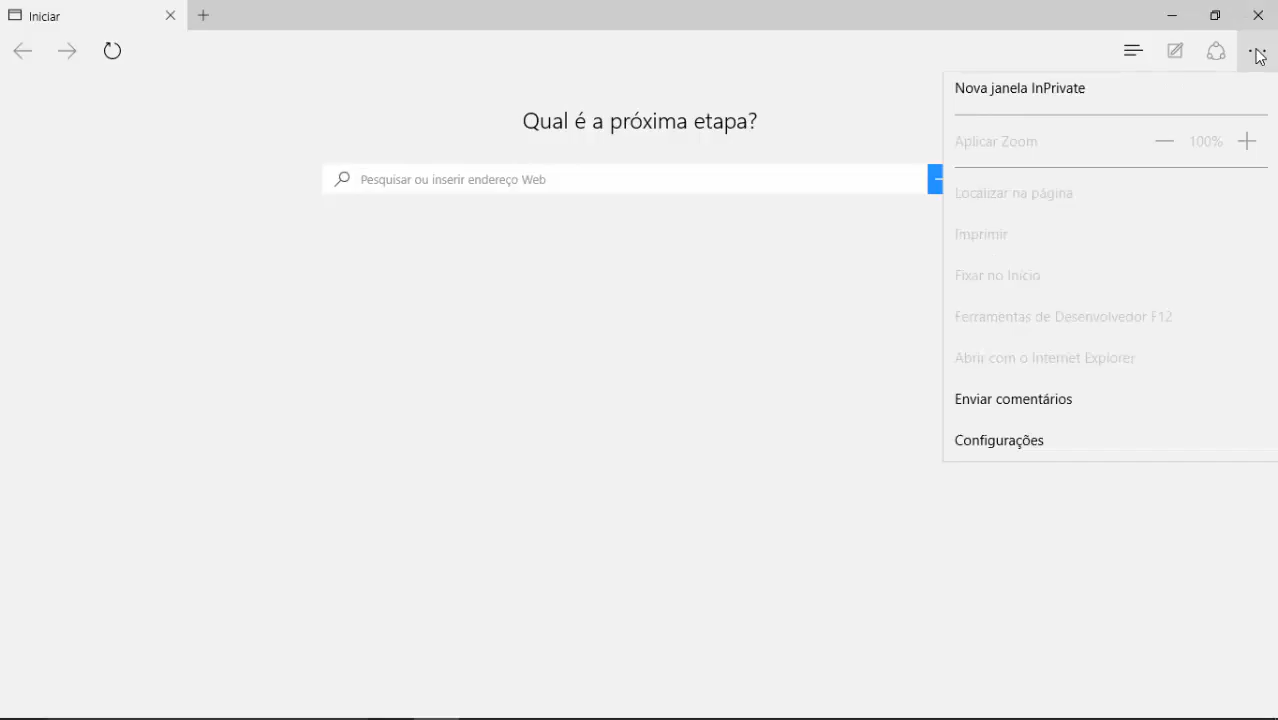 Iniciar
Qual é a próxima etapa?
Pesquisar ou inserir endereço Web
Nova janela InPrivate
Aplicar Zoom 100%
Localizar na página
Imprimir
Fixar no Início
Ferramentas de Desenvolvedor F12
Abrir com o Internet Explorer
Enviar comentários
Configurações